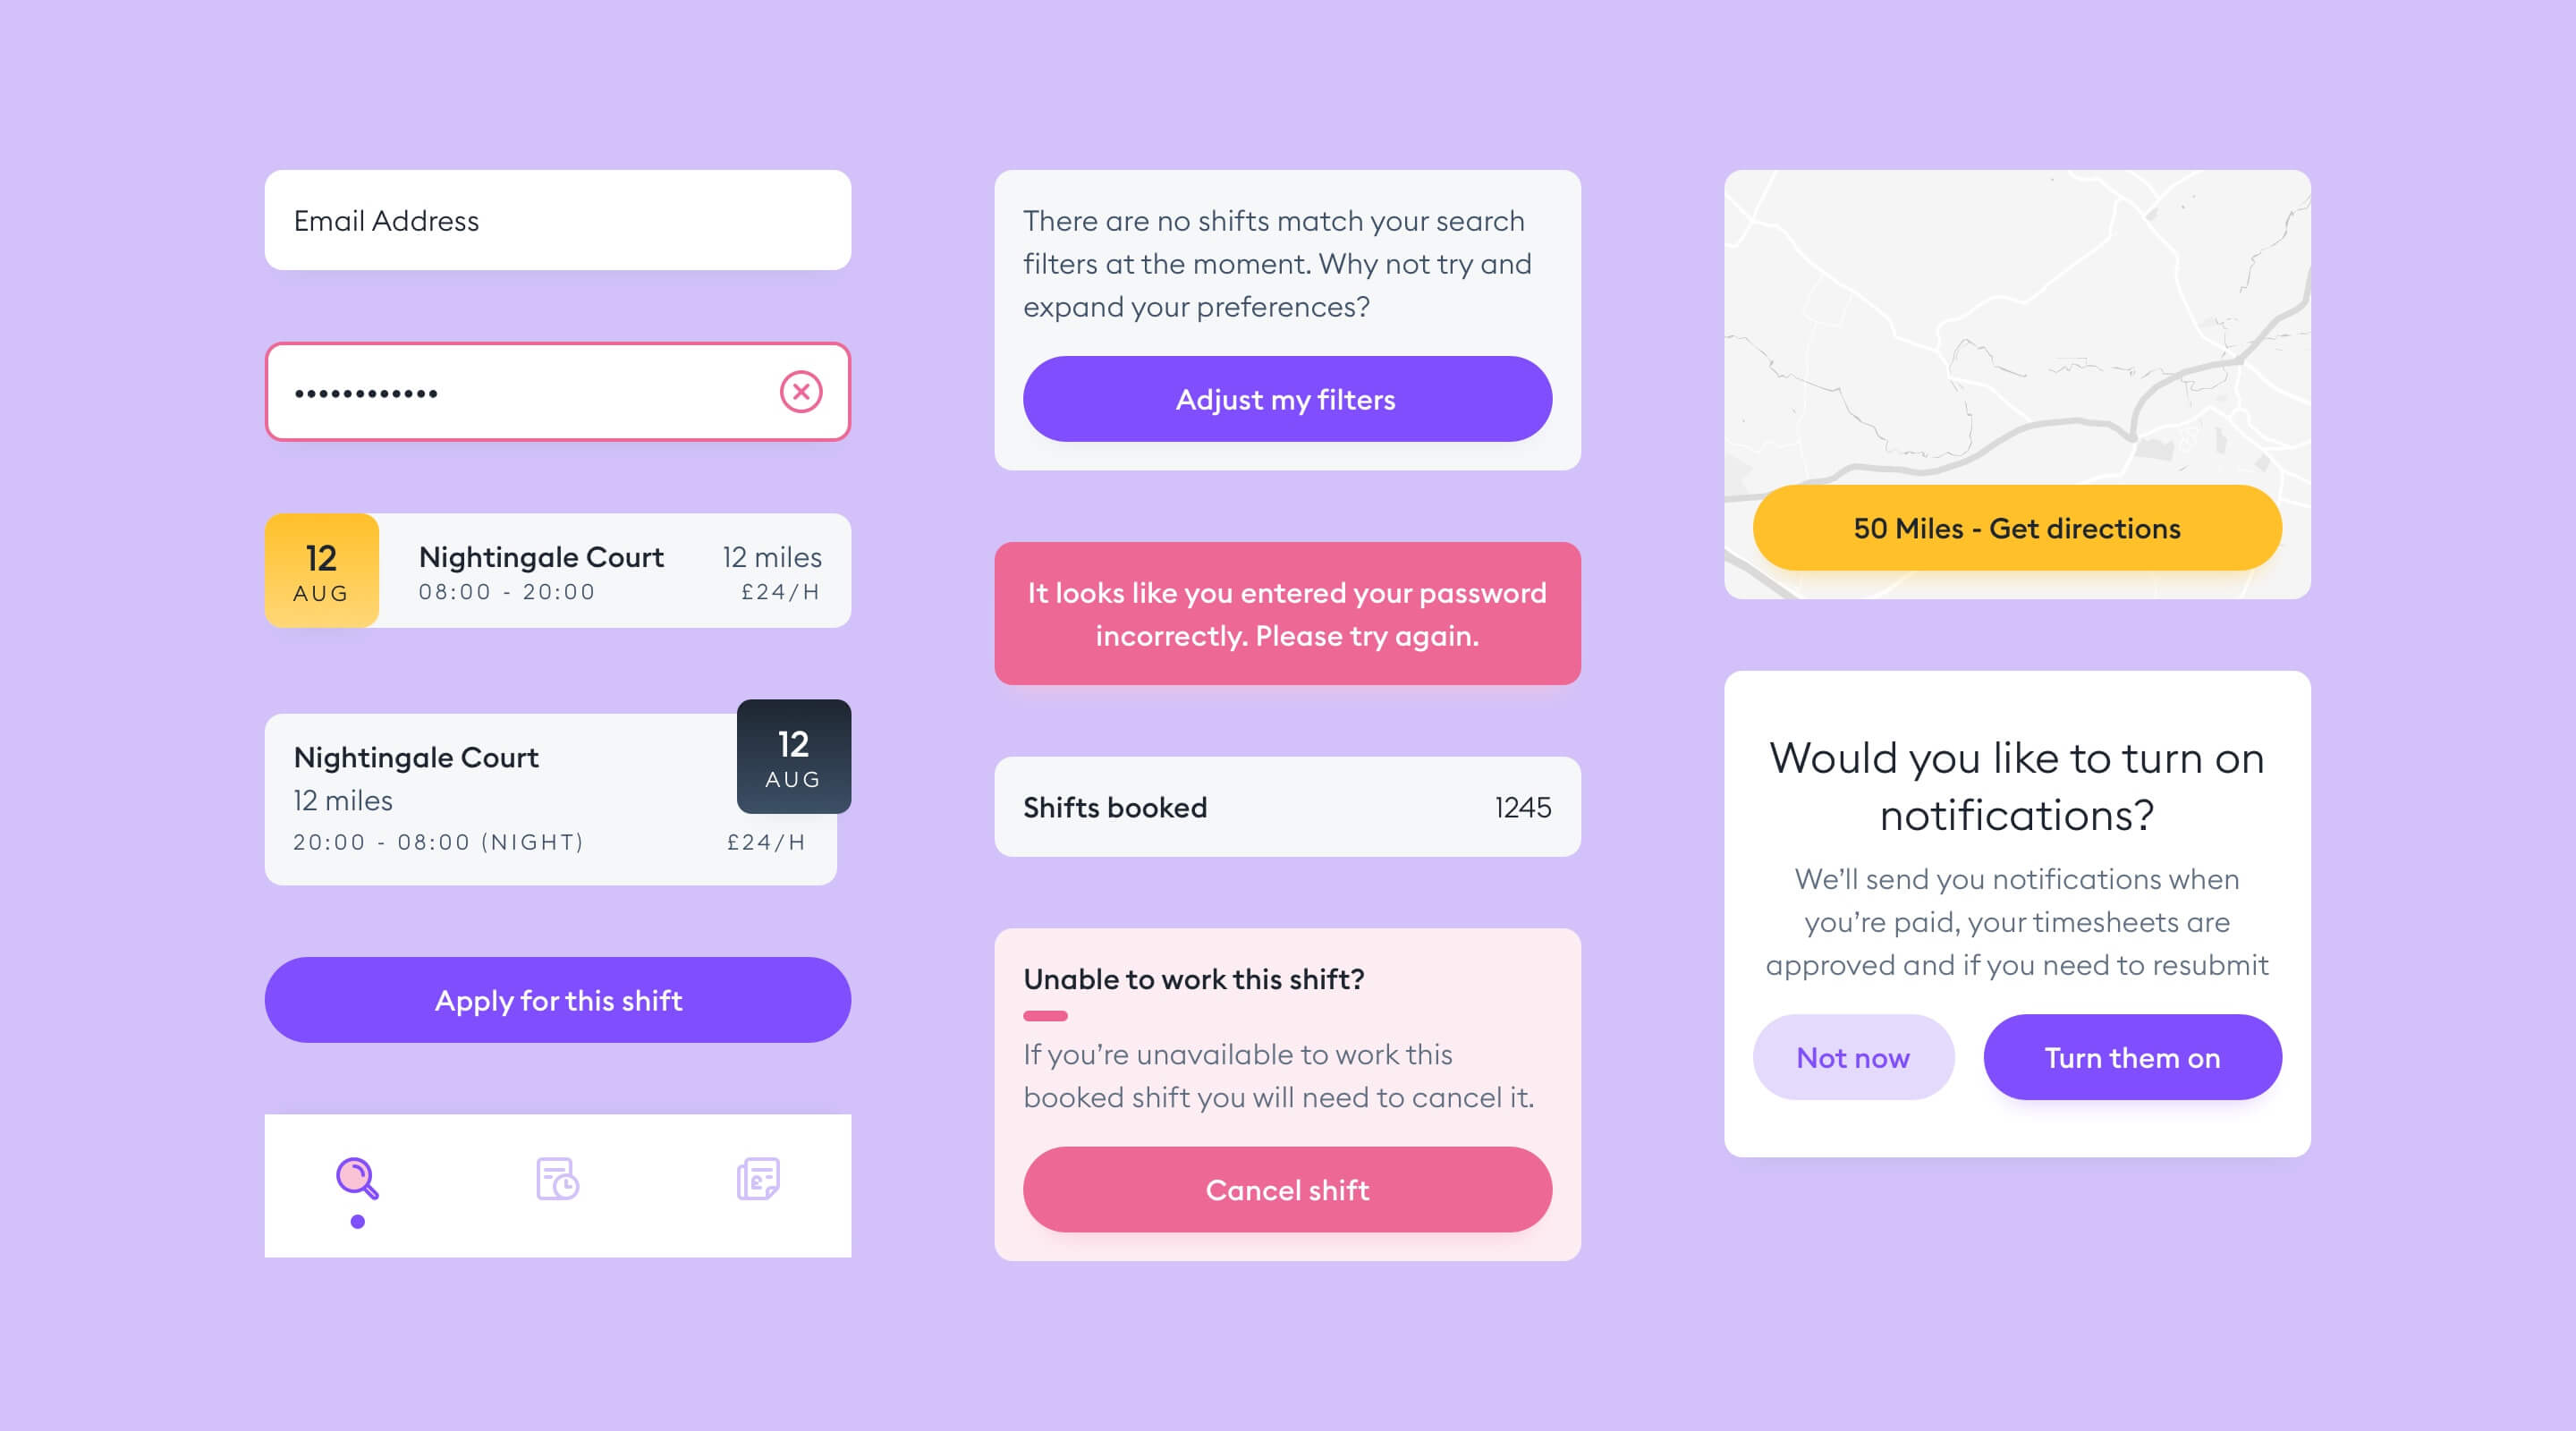 Email Address
••••••••••••
12
AUG
Nightingale Court
12 miles
08:00 - 20:00
£24/H
Nightingale Court
12 miles
20:00 - 08:00 (NIGHT)
£24/H
12
AUG
Apply for this shift
There are no shifts match your search
filters at the moment. Why not try and
expand your preferences?
Adjust my filters
It looks like you entered your password
incorrectly. Please try again.
Shifts booked
1245
Unable to work this shift?
If you’re unavailable to work this
booked shift you will need to cancel it.
Cancel shift
50 Miles - Get directions
Would you like to turn on
notifications?
We’ll send you notifications when
you’re paid, your timesheets are
approved and if you need to resubmit
Not now
Turn them on